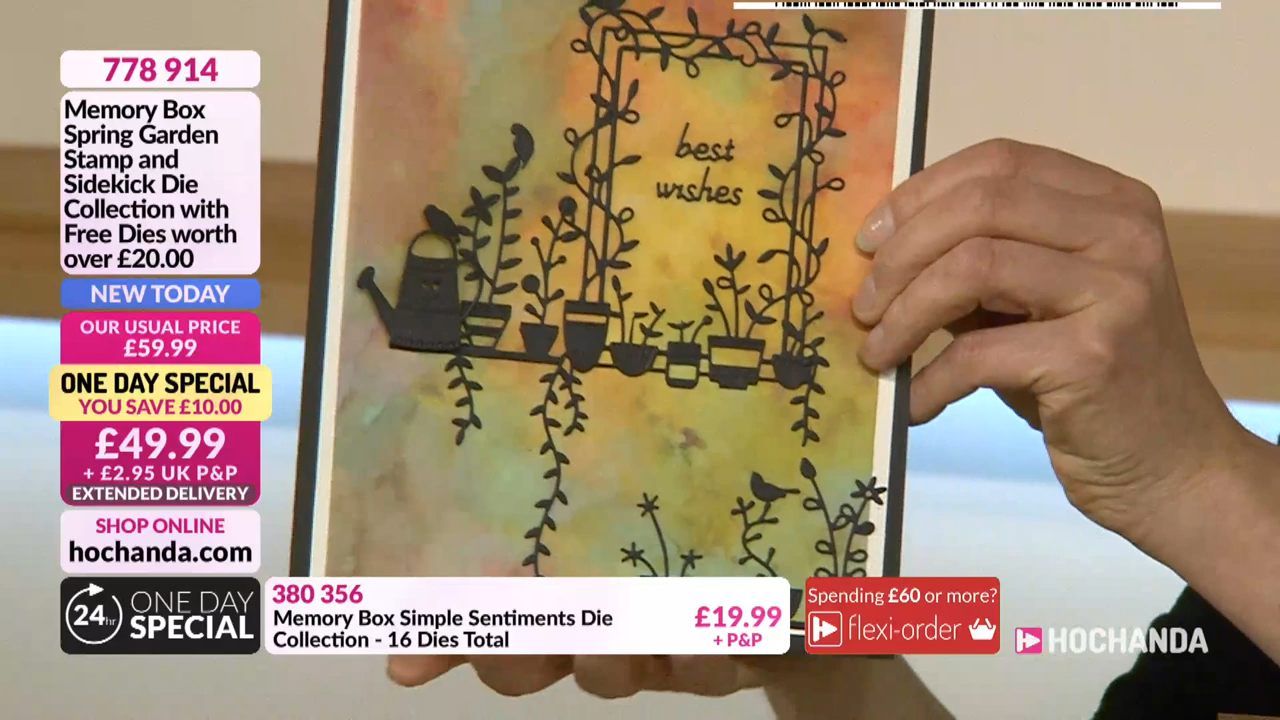 778 914
Memory Box
Spring Garden
Stamp and
Sidekick Die
Collection with
Free Dies worth
over £20.00
NEW TODAY
OUR USUAL PRICE
£59.99
ONE DAY SPECIAL
YOU SAVE £10.00
£49.99
+ £2.95 UK P&P
EXTENDED DELIVERY
SHOP ONLINE
hochanda.com
24hr
ONE DAY
SPECIAL
380 356
Memory Box Simple Sentiments Die
Collection - 16 Dies Total
£19.99
+ P&P
Spending £60 or more?
flexi-order
HOCHANDA
best
wishes